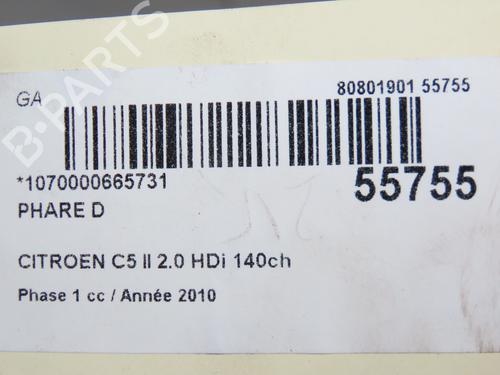 B-PARTS
GA
80801901 55755
*1070000665731
55755
PHARE D
CITROEN C5 II 2.0 HDi 140ch
Phase 1 cc / Année 2010